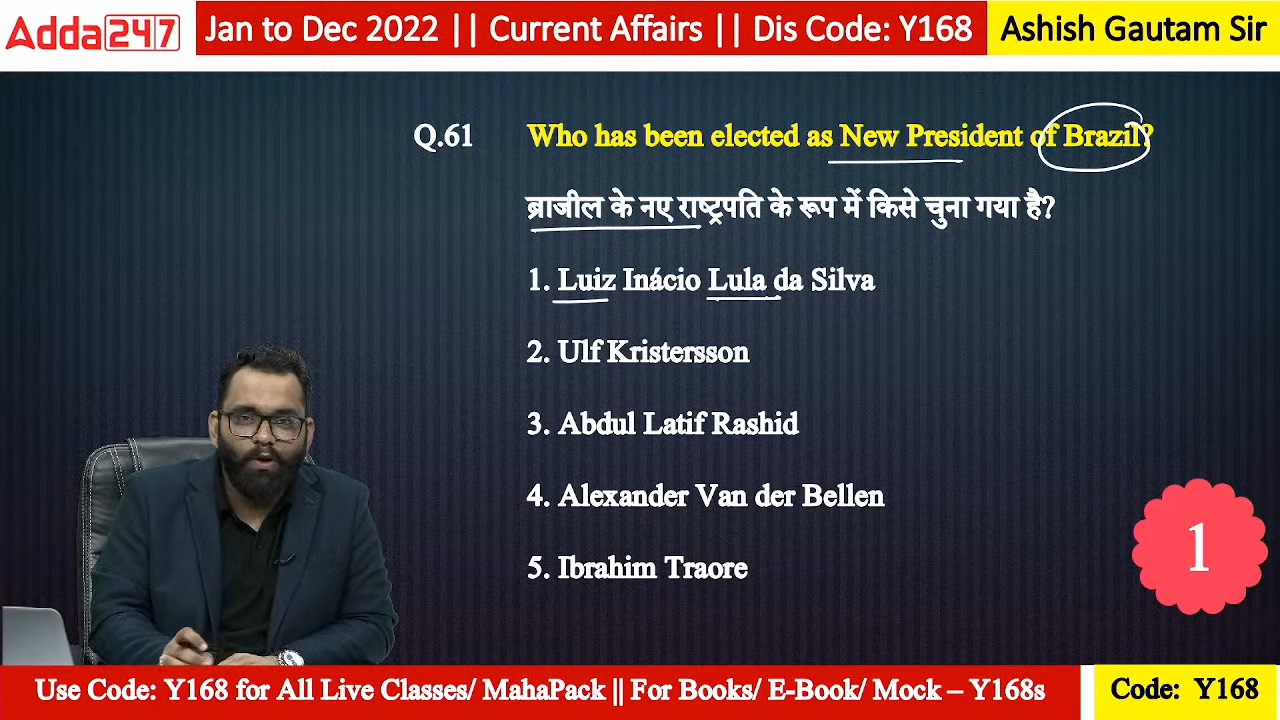 Adda247
Jan to Dec 2022 || Current Affairs || Dis Code: Y168
Ashish Gautam Sir
Q.61
Who has been elected as New President of Brazil?
ब्राजील के नए राष्ट्रपति के रूप में किसे चुना गया है?
1. Luiz Inácio Lula da Silva
2. Ulf Kristersson
3. Abdul Latif Rashid
4. Alexander Van der Bellen
5. Ibrahim Traore
1
Use Code: Y168 for All Live Classes/ MahaPack || For Books/ E-Book/ Mock – Y168s
Code: Y168